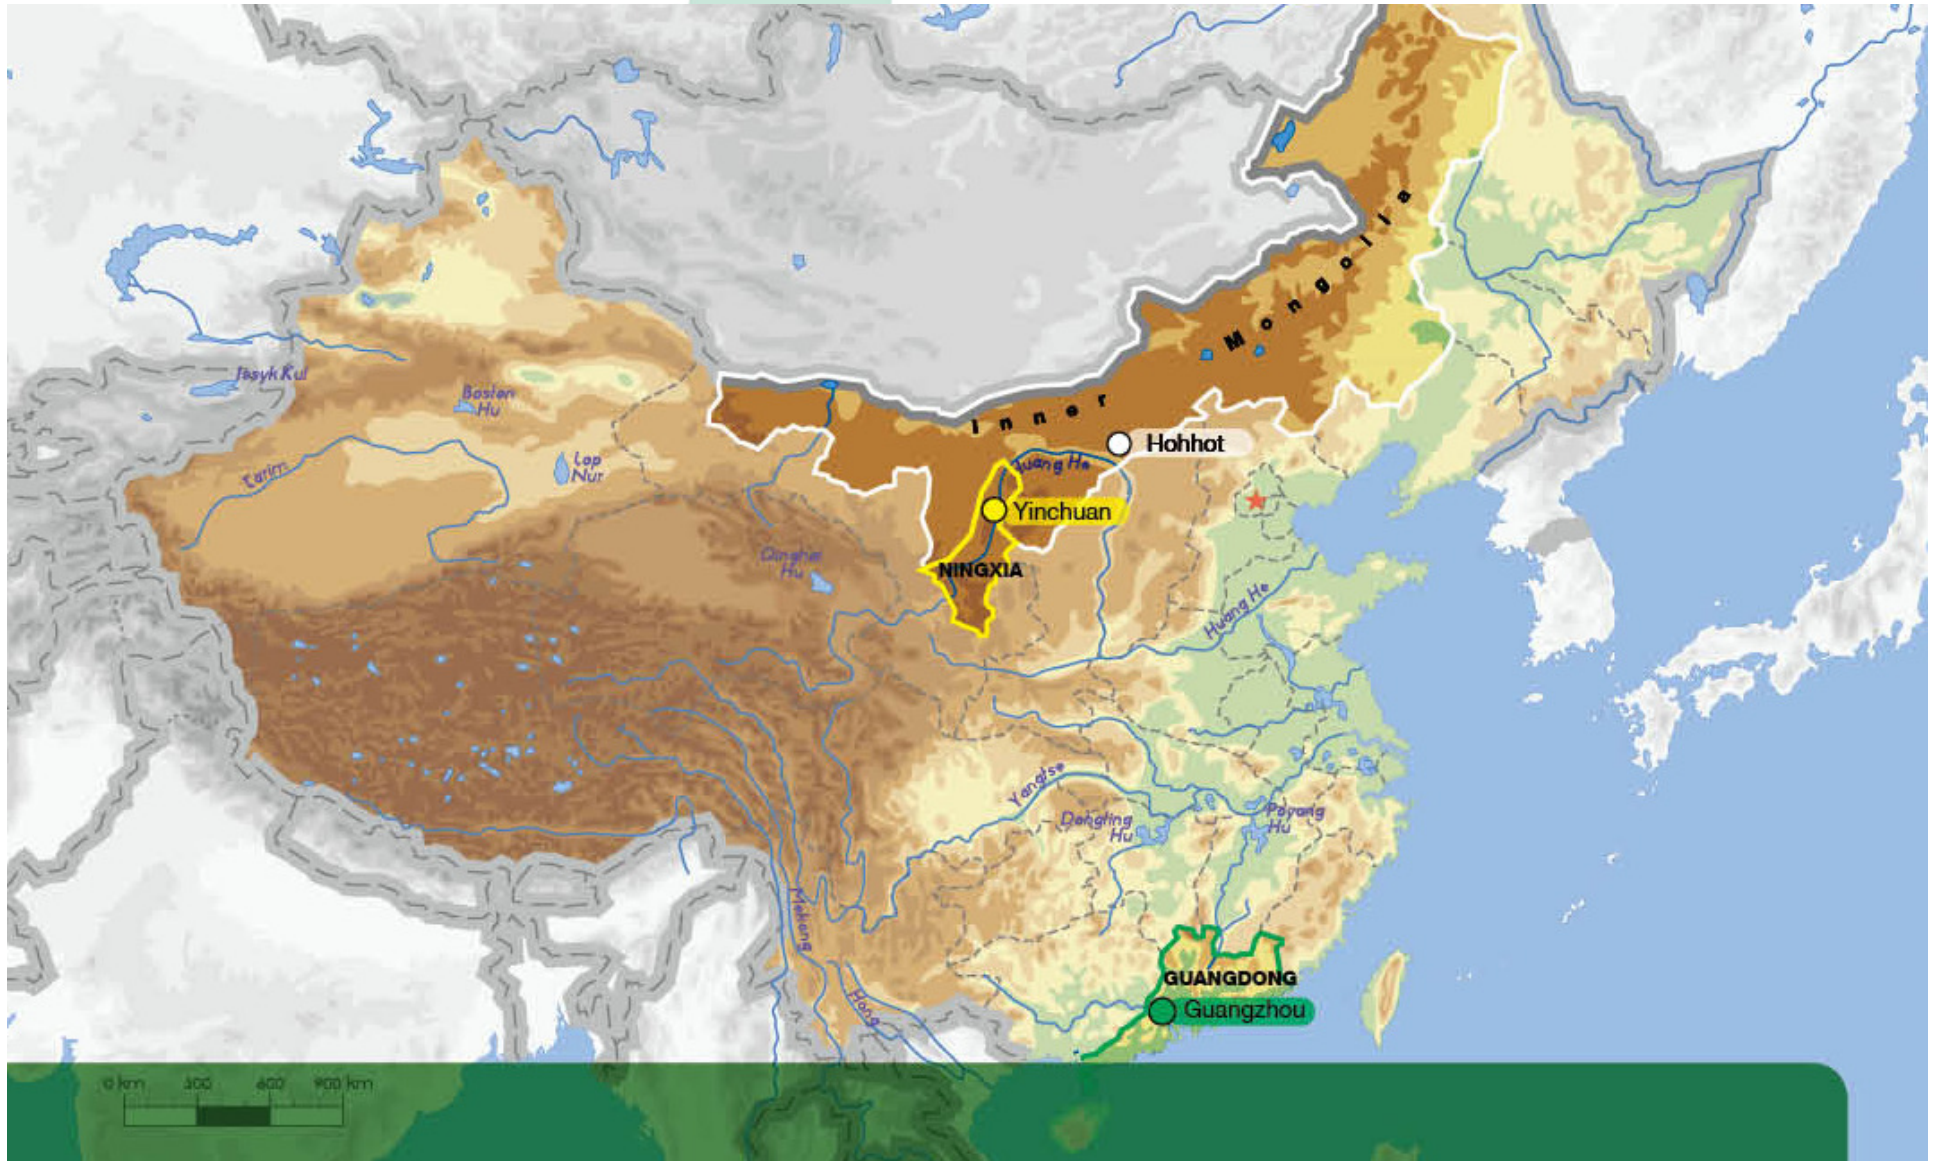 Inner Mongolia
Issyk Kul
Bosten
Hu
Hohhot
Huang He
Lop
Nur
Tarim
Yinchuan
Qinghai
Hu
NINGXIA
Huang He
Yangtse
Dongting
Hu
Poyang
Hu
Mekong
GUANGDONG
Hong
Guangzhou
0 km 300 600 900 km